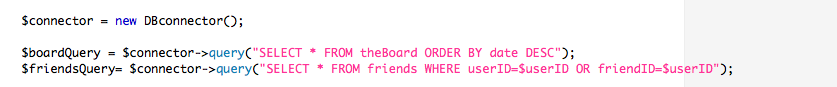 $connector = new DBconnector();
$boardQuery = $connector->query("SELECT * FROM theBoard ORDER BY date DESC");
$friendsQuery= $connector->query("SELECT * FROM friends WHERE userID=$userID OR friendID=$userID");